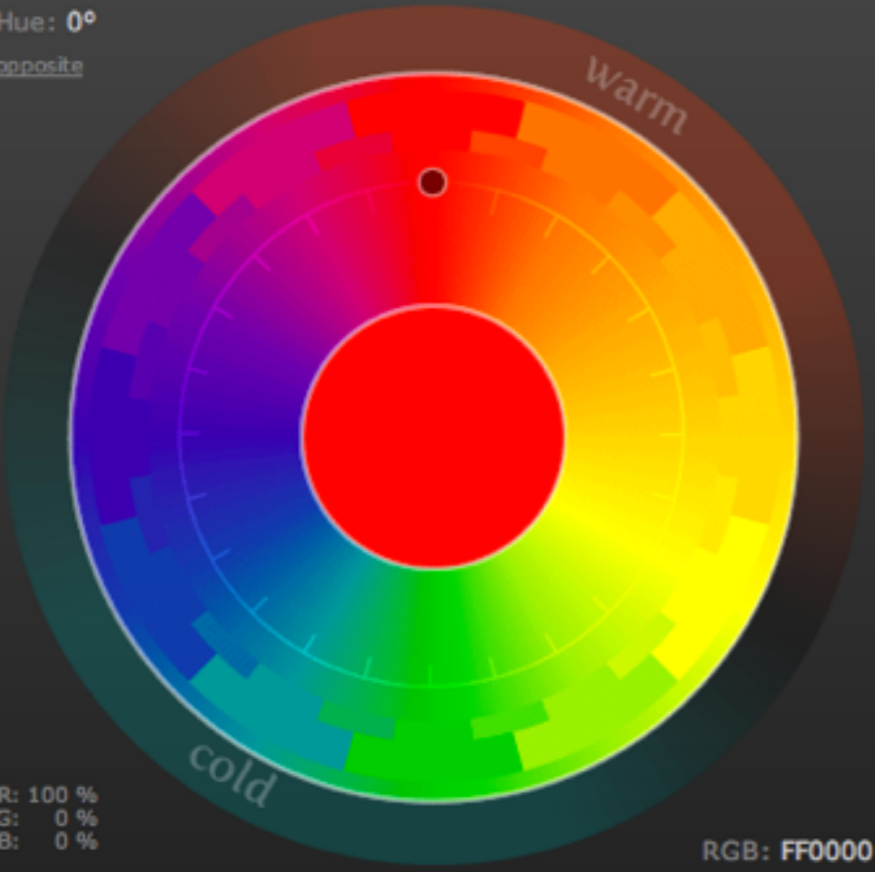 Hue: 0°
opposite
warm
cold
R: 100 %
G: 0 %
B: 0 %
RGB: FF0000